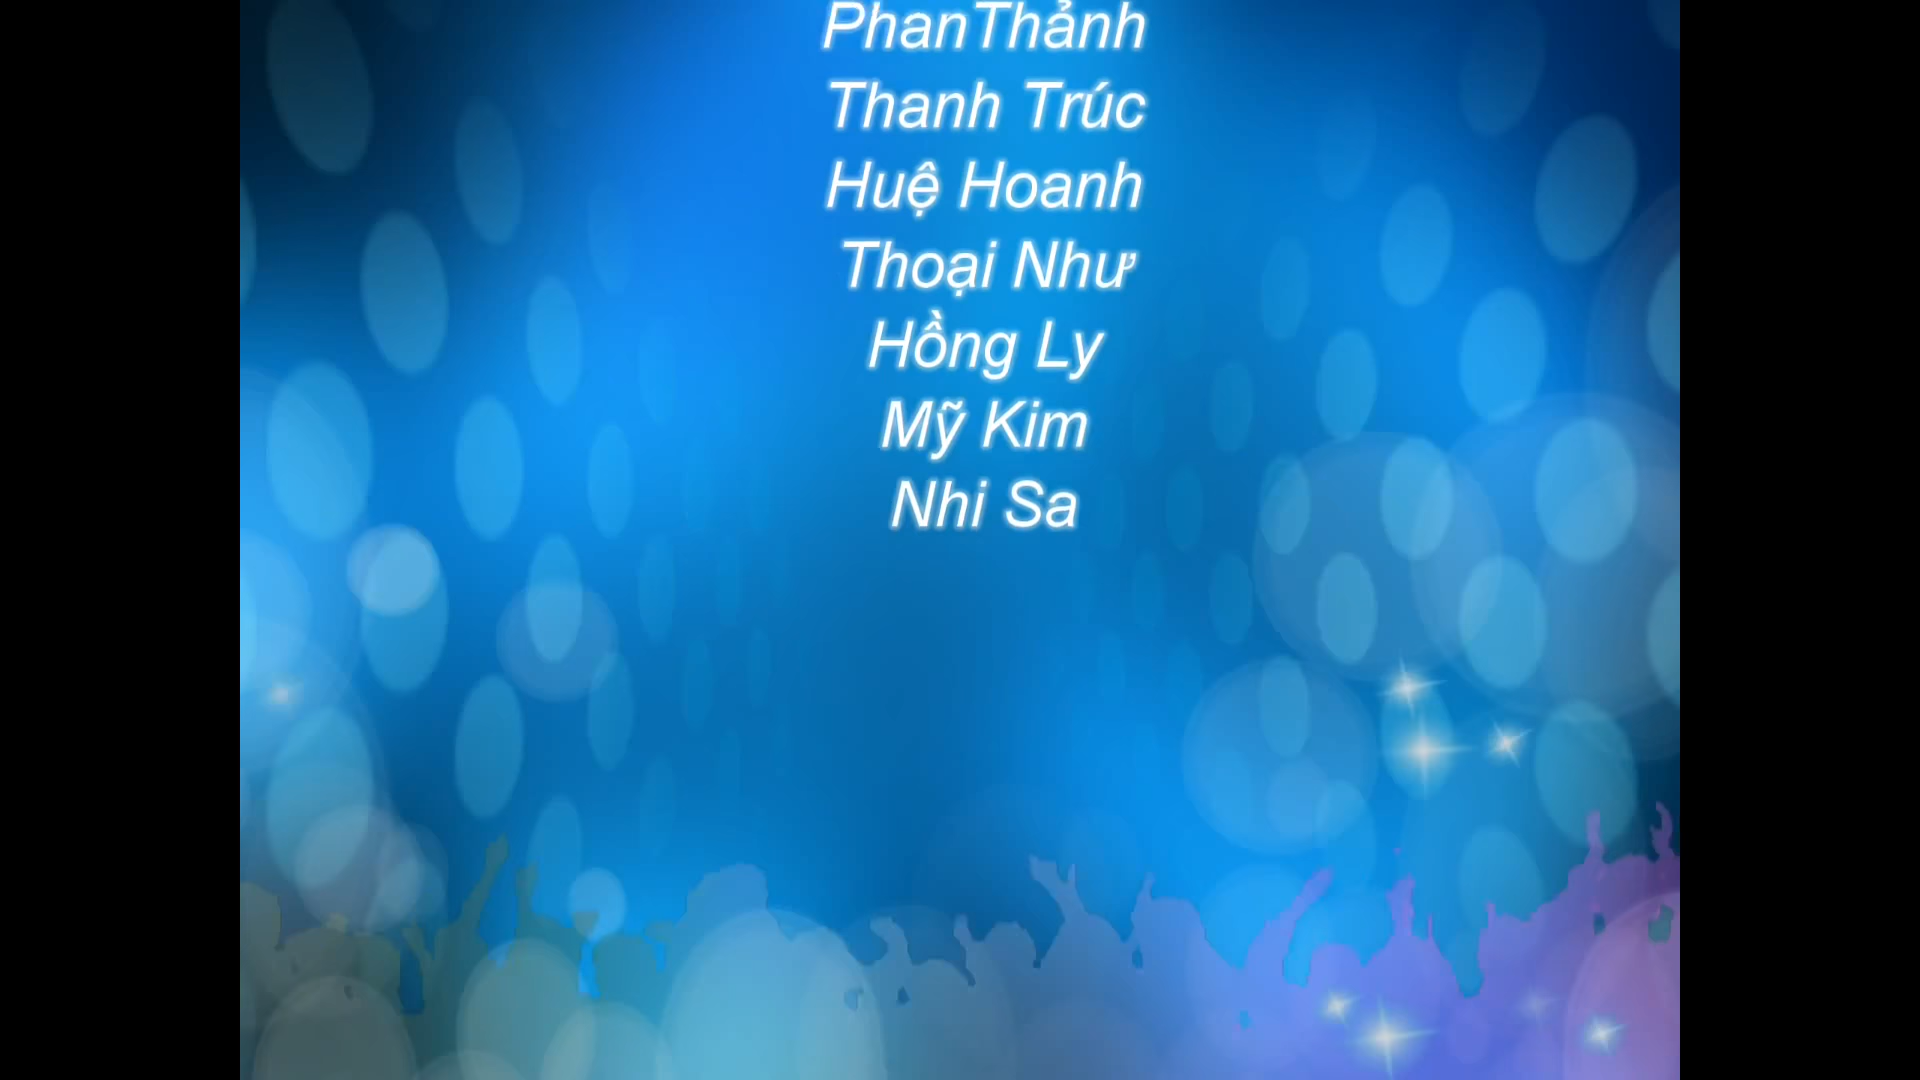 PhanThảnh
Thanh Trúc
Huệ Hoanh
Thoại Như
Hồng Ly
Mỹ Kim
Nhi Sa